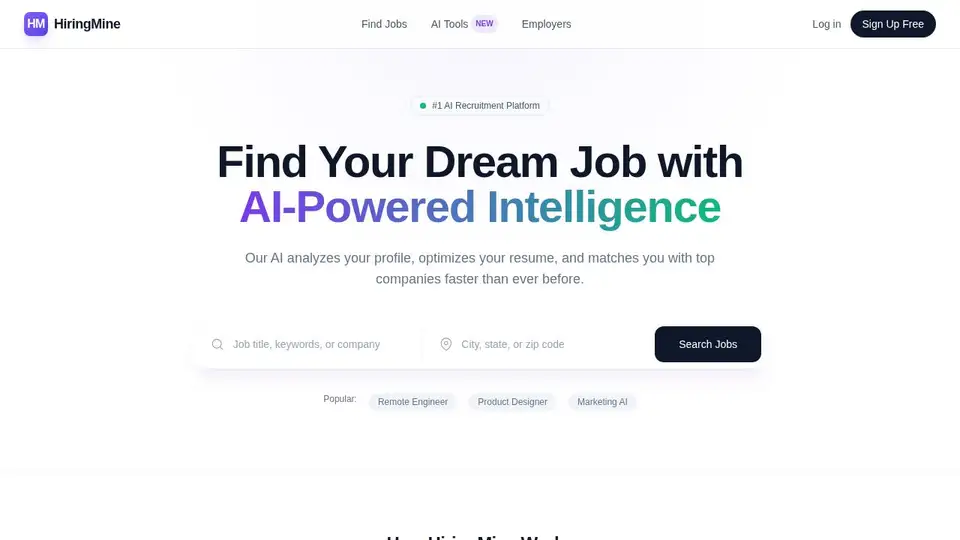 HM HiringMine
Find Jobs
AI Tools NEW
Employers
Log in
Sign Up Free
#1 AI Recruitment Platform
Find Your Dream Job with
AI-Powered Intelligence
Our AI analyzes your profile, optimizes your resume, and matches you with top
companies faster than ever before.
Job title, keywords, or company
City, state, or zip code
Search Jobs
Popular:
Remote Engineer
Product Designer
Marketing AI